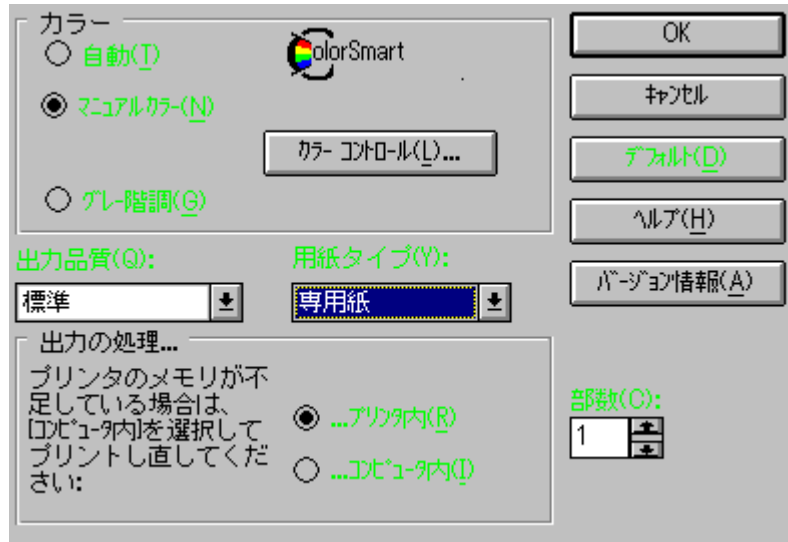 カラー
自動(T)
ColorSmart
ﾏﾆｭｱﾙｶﾗｰ(N)
ｶﾗｰ ｺﾝﾄﾛｰﾙ(L)...
ｸﾞﾚｰ階調(G)
OK
ｷｬﾝｾﾙ
ﾃﾞﾌｫﾙﾄ(D)
ﾍﾙﾌﾟ(H)
ﾊﾞｰｼﾞｮﾝ情報(A)
出力品質(Q):
用紙タイプ(Y):
標準
専用紙
出力の処理...
プリンタのメモリが不
足している場合は、
[ｺﾝﾋﾟｭｰﾀ内]を選択して
プリントし直してくだ
さい:
...ﾌﾟﾘﾝﾀ内(R)
...ｺﾝﾋﾟｭｰﾀ内(I)
部数(C):
1